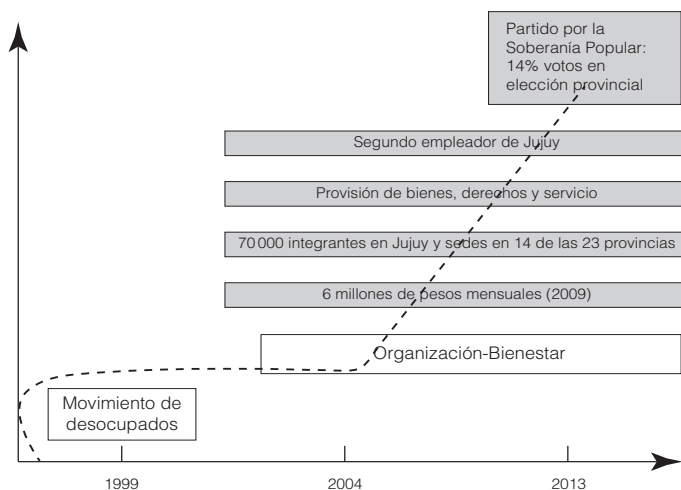 Partido por la
Soberanía Popular:
14% votos en
elección provincial
Segundo empleador de Jujuy
Provisión de bienes, derechos y servicio
70 000 integrantes en Jujuy y sedes en 14 de las 23 provincias
6 millones de pesos mensuales (2009)
Organización-Bienestar
Movimiento de
desocupados
1999
2004
2013